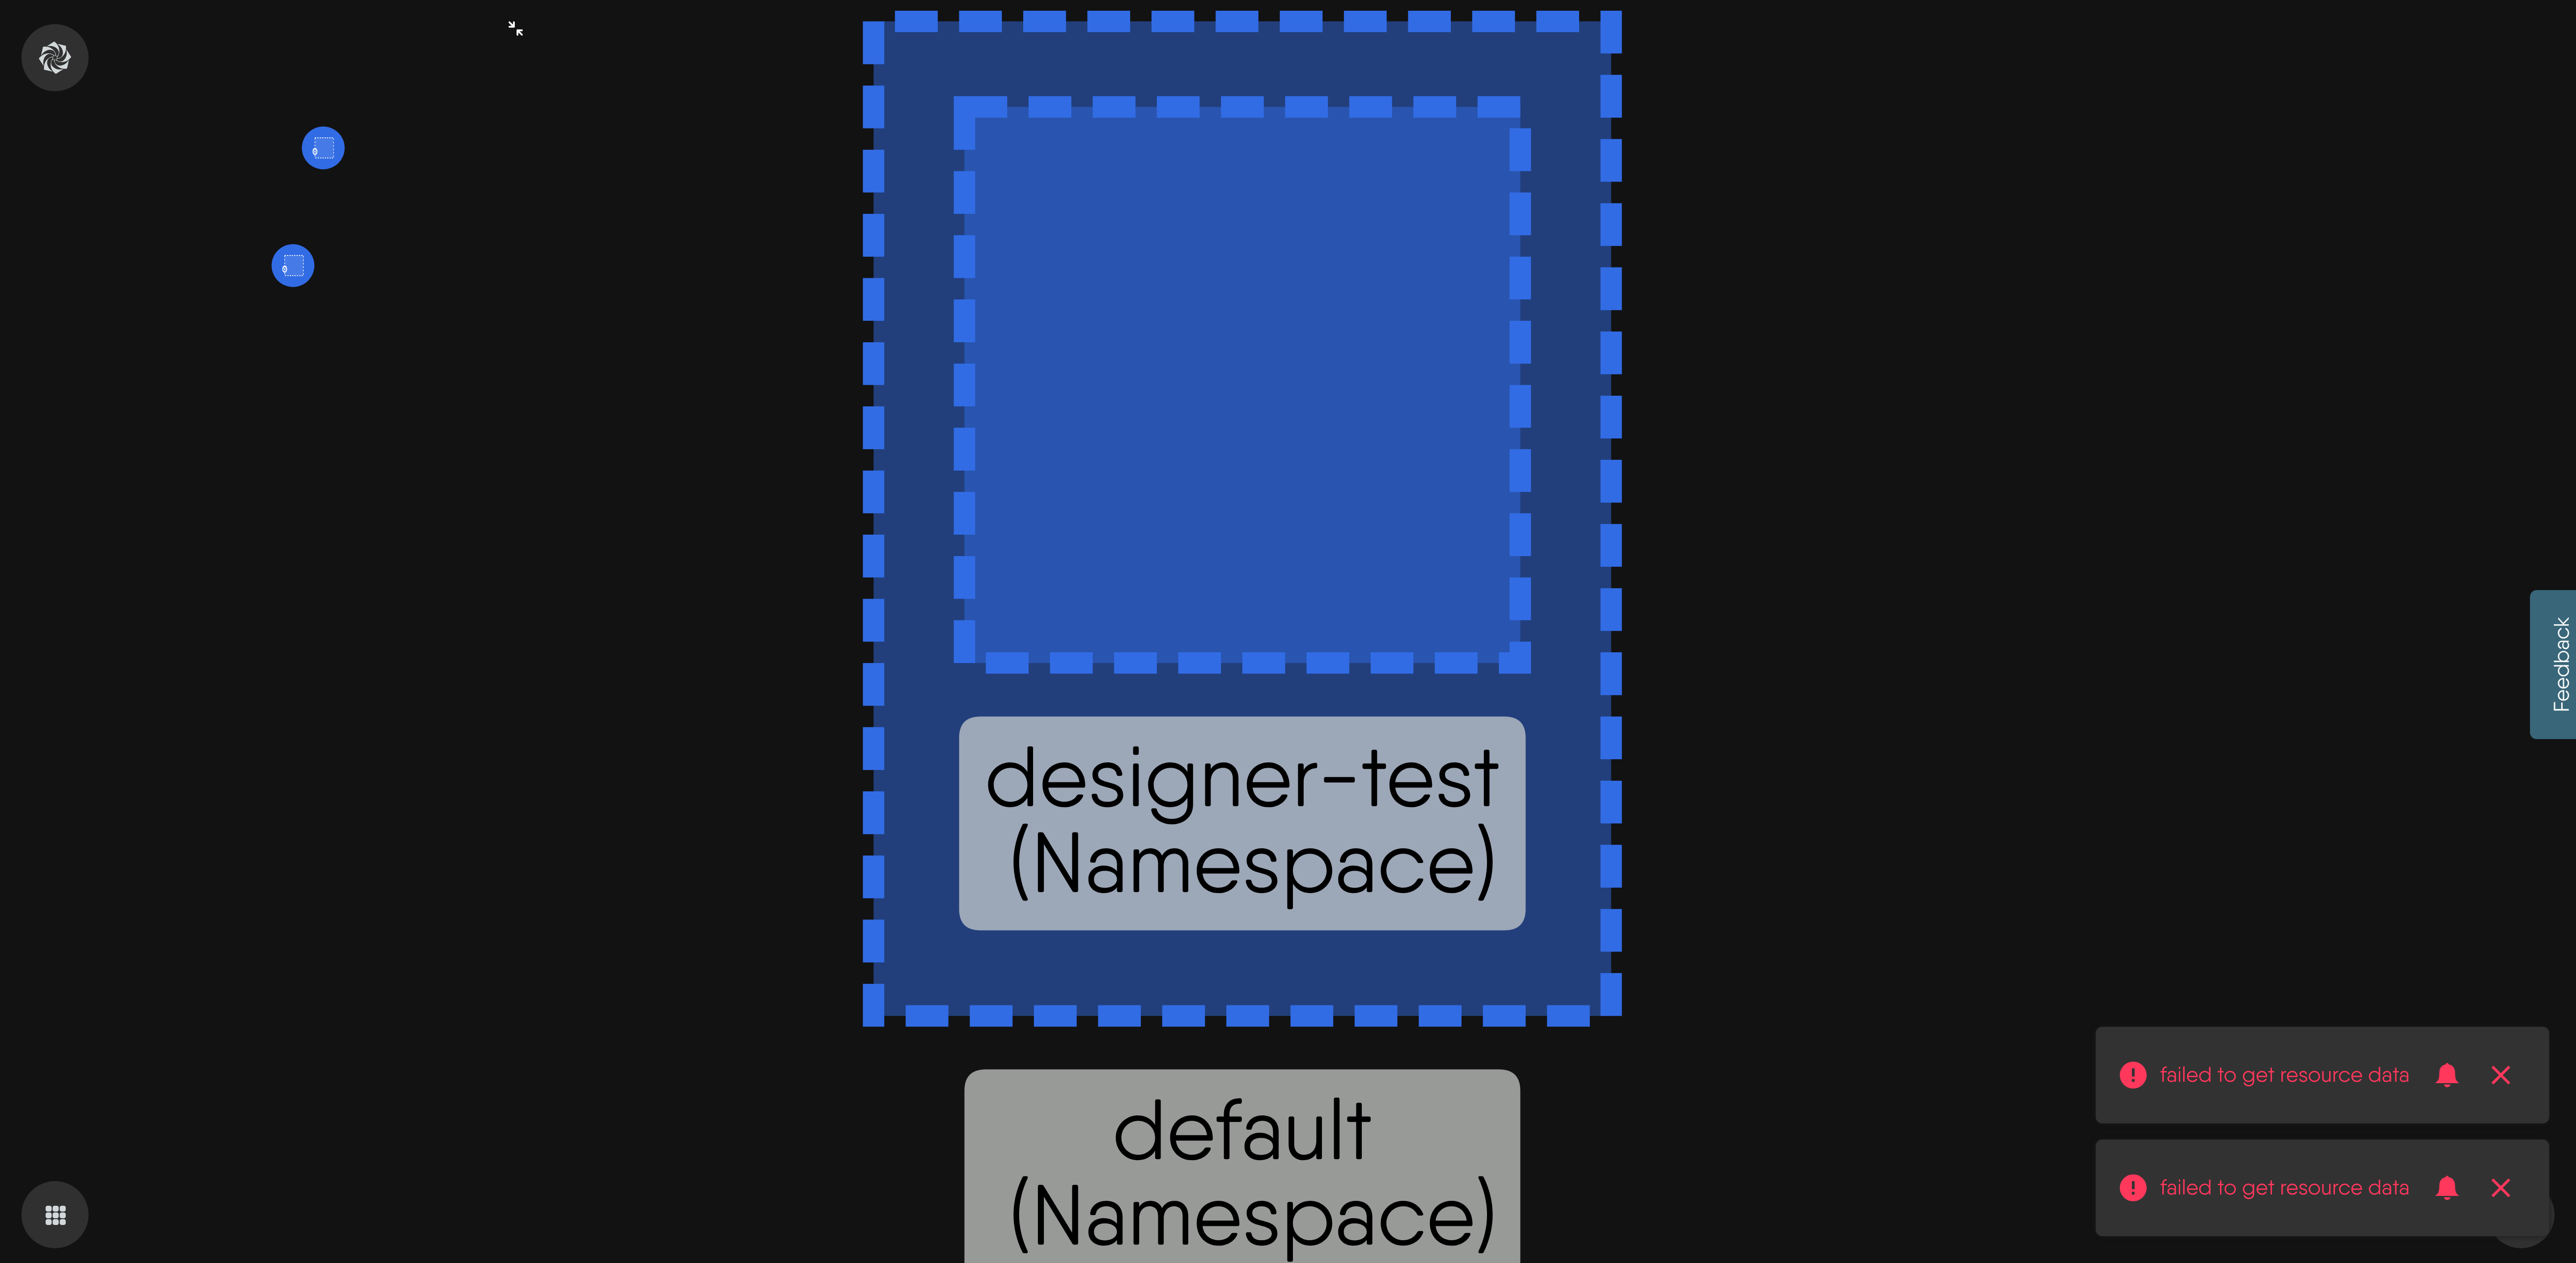 designer-test
(Namespace)
default
(Namespace)
Feedback
failed to get resource data
failed to get resource data